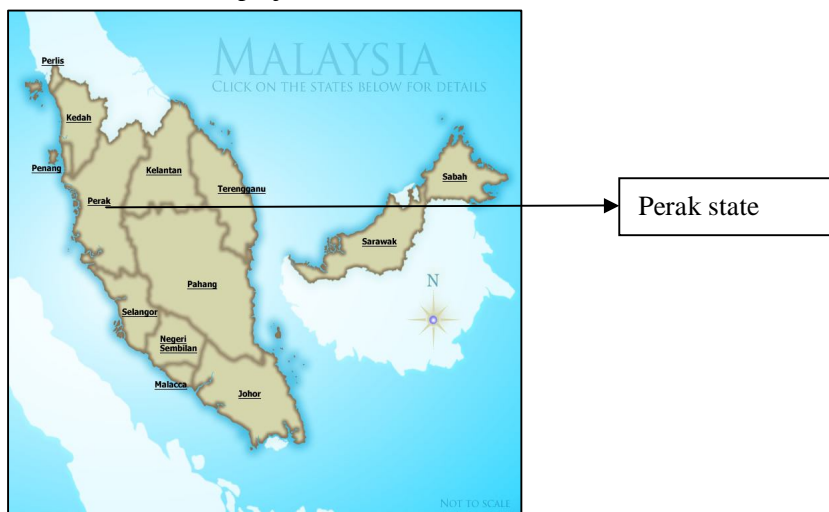 MALAYSIA
CLICK ON THE STATES BELOW FOR DETAILS
Perlis
Kedah
Penang
Kelantan
Terengganu
Perak
Perak state
Sabah
Sarawak
Pahang
N
Selangor
Negeri
Sembilan
Malacca
Johor
NOT TO SCALE